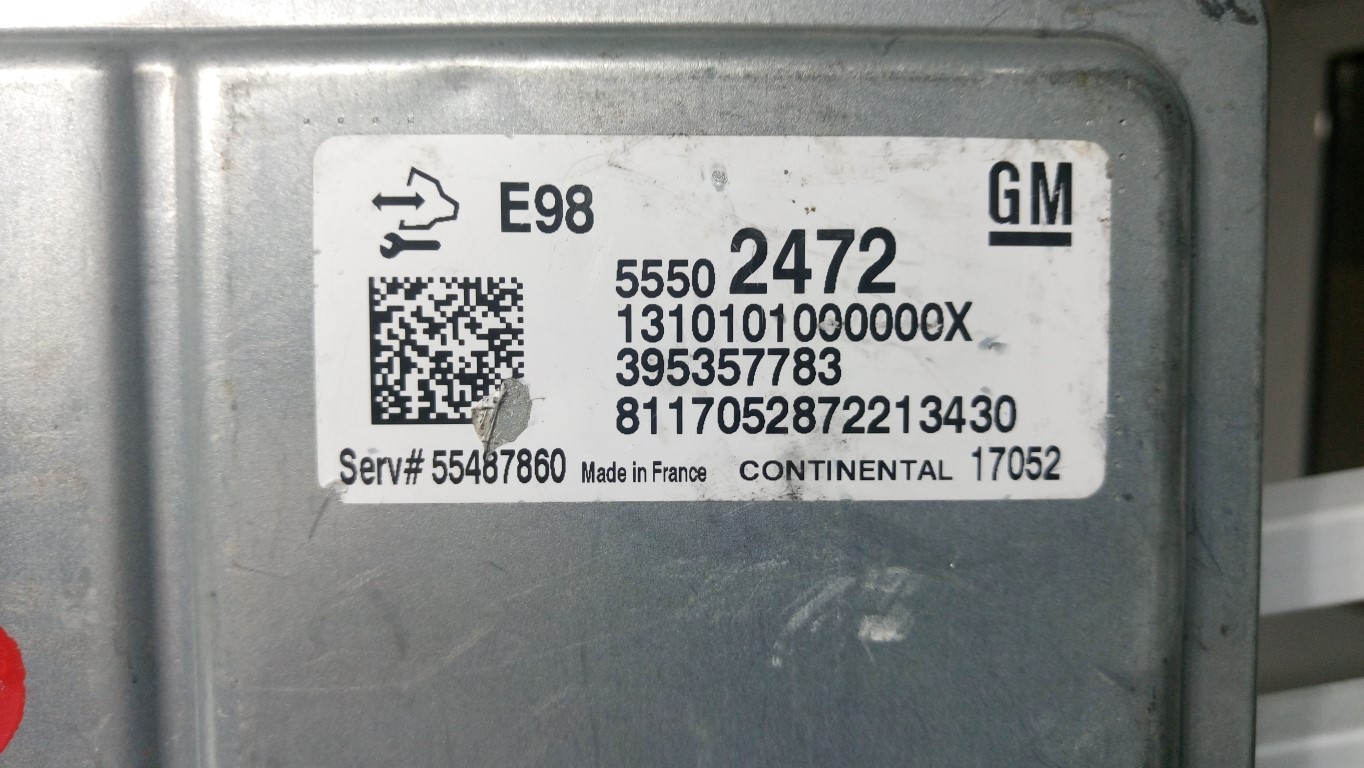 E98
GM
5550 2472
1310101000000X
395357783
8117052872213430
Serv# 55487860 Made in France CONTINENTAL 17052